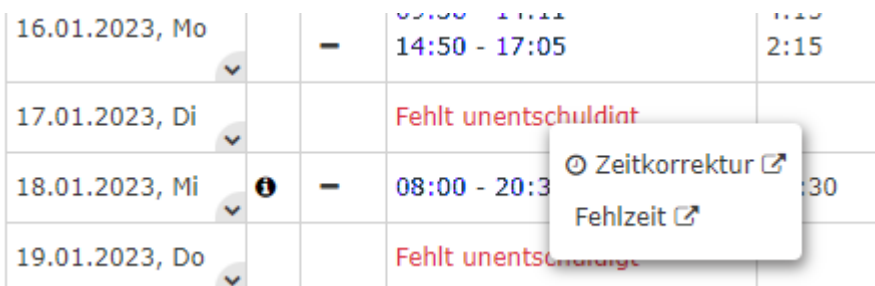 16.01.2023, Mo
14:50 - 17:05 2:15
17.01.2023, Di Fehlt unentschuldigt
Zeitkorrektur
18.01.2023, Mi 08:00 - 20:3 :30
Fehlzeit
19.01.2023, Do Fehlt